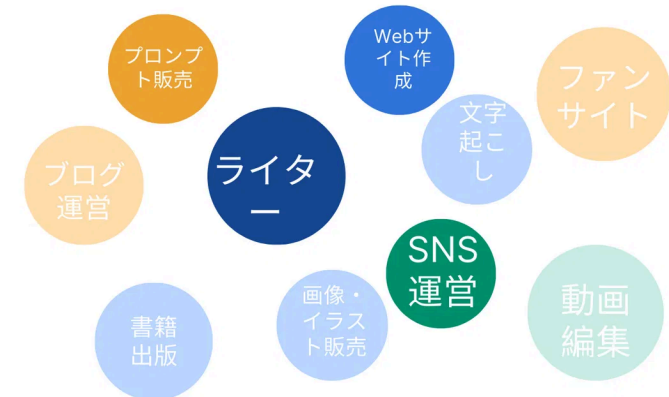 プロンプ
ト販売
Webサ
イト作
成
ファン
サイト
文字
起こ
し
ブログ
運営
ライタ
ー
SNS
運営
画像・
イラス
ト販売
動画
編集
書籍
出版